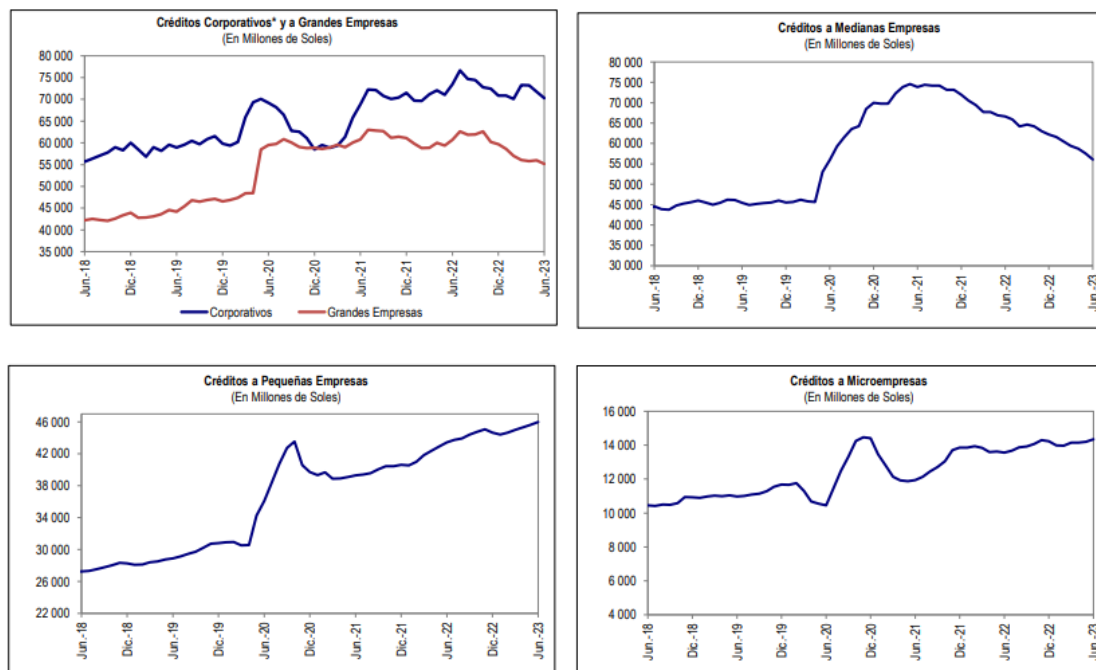 Créditos Corporativos* y a Grandes Empresas
(En Millones de Soles)
80 000
75 000
70 000
65 000
60 000
55 000
50 000
45 000
40 000
35 000
Jun.-18
Dic.-18
Jun.-19
Dic.-19
Jun.-20
Dic.-20
Jun.-21
Dic.-21
Jun.-22
Dic.-22
Jun.-23
Corporativos
Grandes Empresas
Créditos a Medianas Empresas
(En Millones de Soles)
80 000
75 000
70 000
65 000
60 000
55 000
50 000
45 000
40 000
35 000
30 000
Jun.-18
Dic.-18
Jun.-19
Dic.-19
Jun.-20
Dic.-20
Jun.-21
Dic.-21
Jun.-22
Dic.-22
Jun.-23
Créditos a Pequeñas Empresas
(En Millones de Soles)
46 000
42 000
38 000
34 000
30 000
26 000
22 000
Jun.-18
Dic.-18
Jun.-19
Dic.-19
Jun.-20
Dic.-20
Jun.-21
Dic.-21
Jun.-22
Dic.-22
Jun.-23
Créditos a Microempresas
(En Millones de Soles)
16 000
14 000
12 000
10 000
8 000
6 000
4 000
Jun.-18
Dic.-18
Jun.-19
Dic.-19
Jun.-20
Dic.-20
Jun.-21
Dic.-21
Jun.-22
Dic.-22
Jun.-23